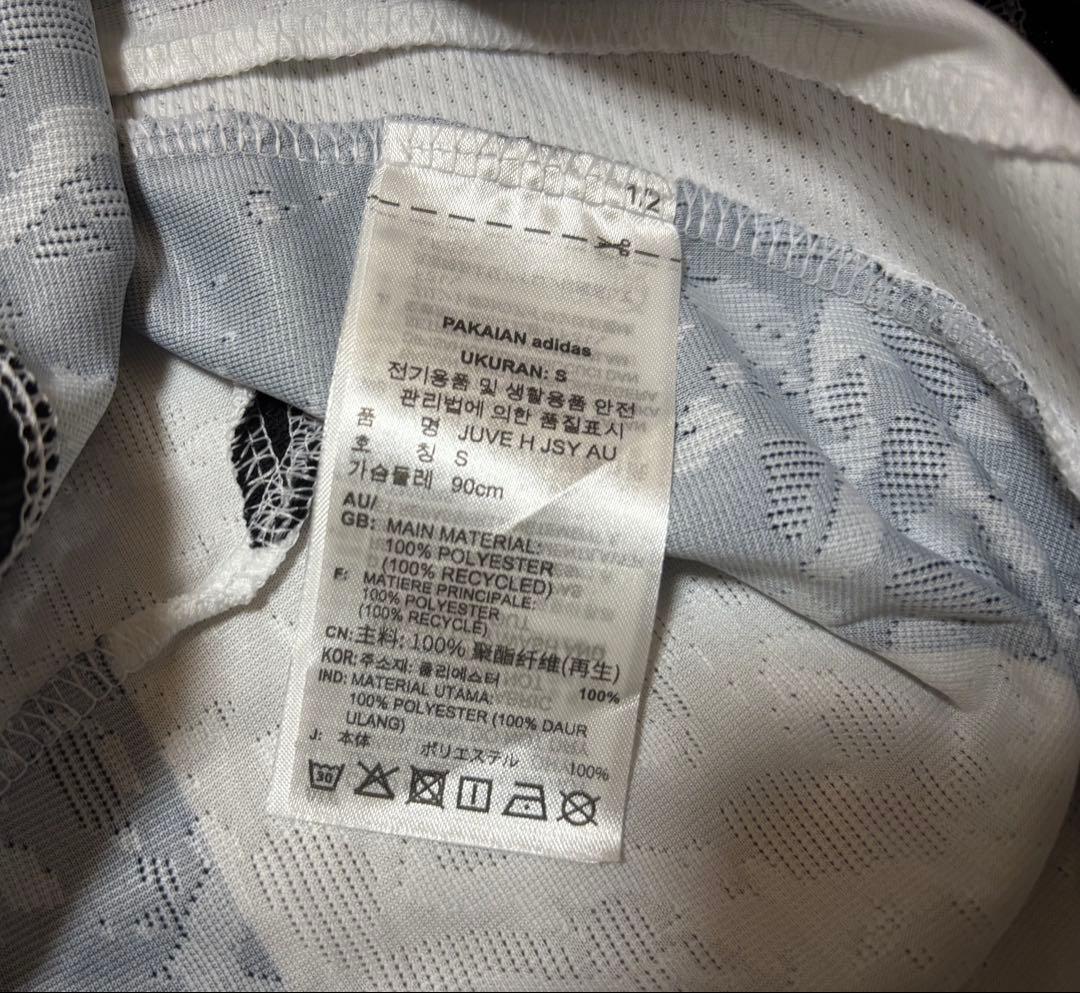 1/2
PAKAIAN adidas
UKURAN: S
전기용품 및 생활용품 안전
관리법에 의한 품질표시
품 명 JUVE H JSY AU
호 칭 S
가슴둘레 90cm
AU/
GB: MAIN MATERIAL:
100% POLYESTER
(100% RECYCLED)
F: MATIERE PRINCIPALE:
100% POLYESTER
(100% RECYCLE)
CN: 主料: 100% 聚酯纤维(再生)
KOR: 주소재: 폴리에스터 100%
IND: MATERIAL UTAMA:
100% POLYESTER (100% DAUR
ULANG)
J: 本体 ポリエステル 100%
30